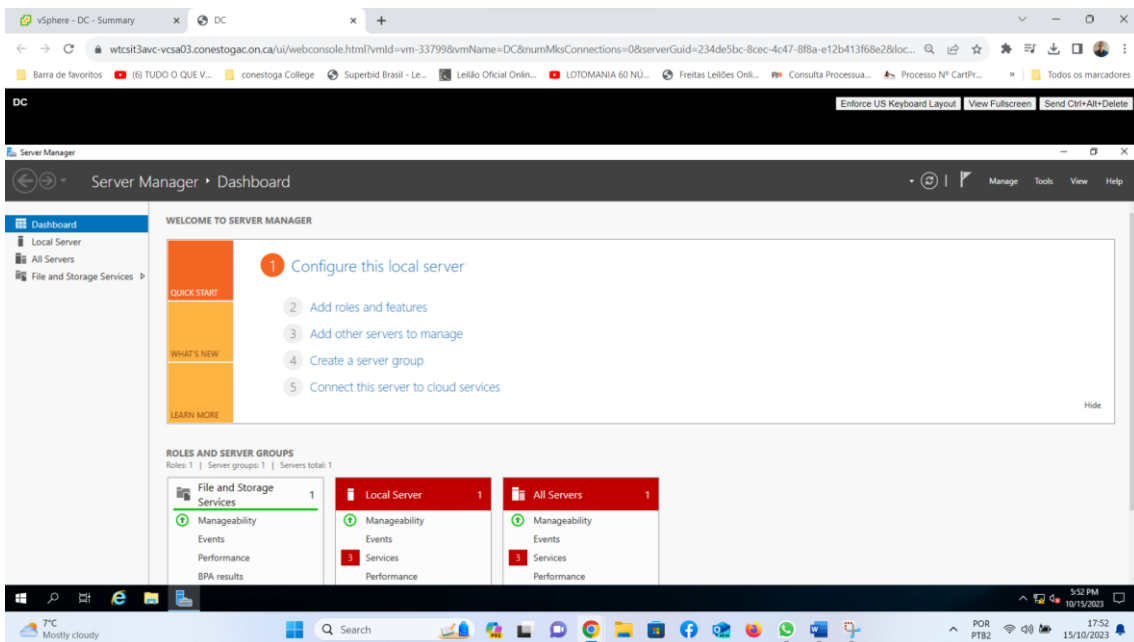 vSphere - DC - Summary
DC
wtcsit3avc-vcsa03.conestogac.on.ca/ui/webconsole.html?vmId=vm-33799&vmName=DC&numMksConnections=0&serverGuid=234de5bc-8cec-4c47-8f8a-e12b413f68e2&loc...
Barra de favoritos (6) TUDO O QUE V... conestoga College Superbid Brasil - Le... Leilão Oficial Onlin... LOTOMANIA 60 NÚ... Freitas Leilões Onli... Consulta Processua... Processo Nº CartPr... » Todos os marcadores
DC Enforce US Keyboard Layout View Fullscreen Send Ctrl+Alt+Delete
Server Manager
Server Manager • Dashboard Manage Tools View Help
Dashboard
Local Server
All Servers
File and Storage Services
WELCOME TO SERVER MANAGER
QUICK START
WHAT'S NEW
LEARN MORE
1 Configure this local server
2 Add roles and features
3 Add other servers to manage
4 Create a server group
5 Connect this server to cloud services
Hide
ROLES AND SERVER GROUPS
Roles: 1 | Server groups: 1 | Servers total: 1
File and Storage
Services 1
Manageability
Events
Performance
BPA results
Local Server 1
Manageability
Events
3 Services
Performance
All Servers 1
Manageability
Events
3 Services
Performance
5:52 PM
10/15/2023
7°C
Mostly cloudy
Search
POR
PTB2
17:52
15/10/2023